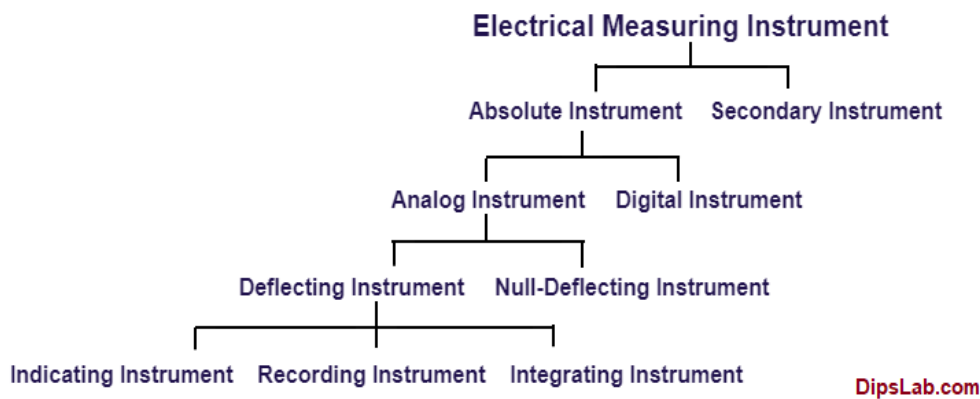 Electrical Measuring Instrument
Absolute Instrument Secondary Instrument
Analog Instrument Digital Instrument
Deflecting Instrument Null-Deflecting Instrument
Indicating Instrument Recording Instrument Integrating Instrument
DipsLab.com